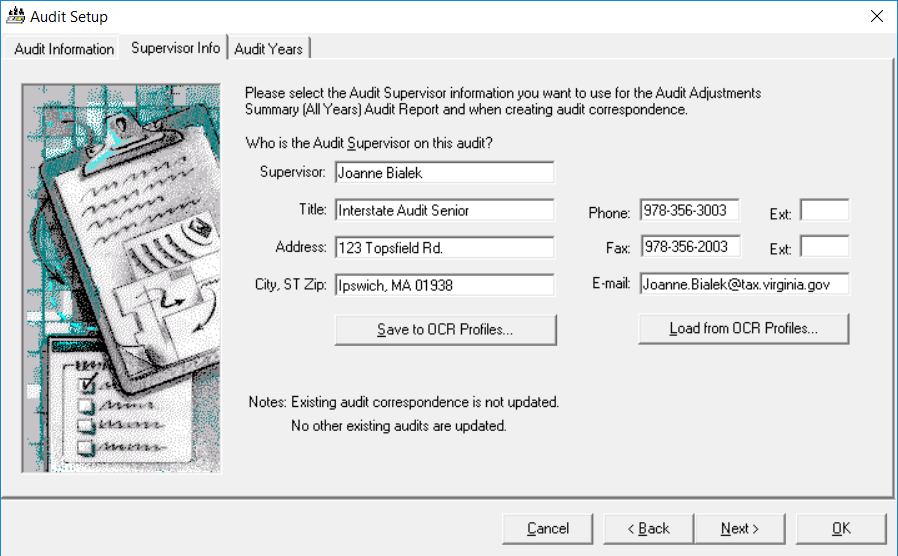 Audit Setup
Audit Information Supervisor Info Audit Years
Please select the Audit Supervisor information you want to use for the Audit Adjustments
Summary (All Years) Audit Report and when creating audit correspondence.
Who is the Audit Supervisor on this audit?
Supervisor: Joanne Bialek
Title: Interstate Audit Senior Phone: 978-356-3003 Ext:
Address: 123 Topsfield Rd. Fax: 978-356-2003 Ext:
City, ST Zip: Ipswich, MA 01938 E-mail: Joanne.Bialek@tax.virginia.gov
Save to OCR Profiles... Load from OCR Profiles...
Notes: Existing audit correspondence is not updated.
No other existing audits are updated.
Cancel < Back Next > OK